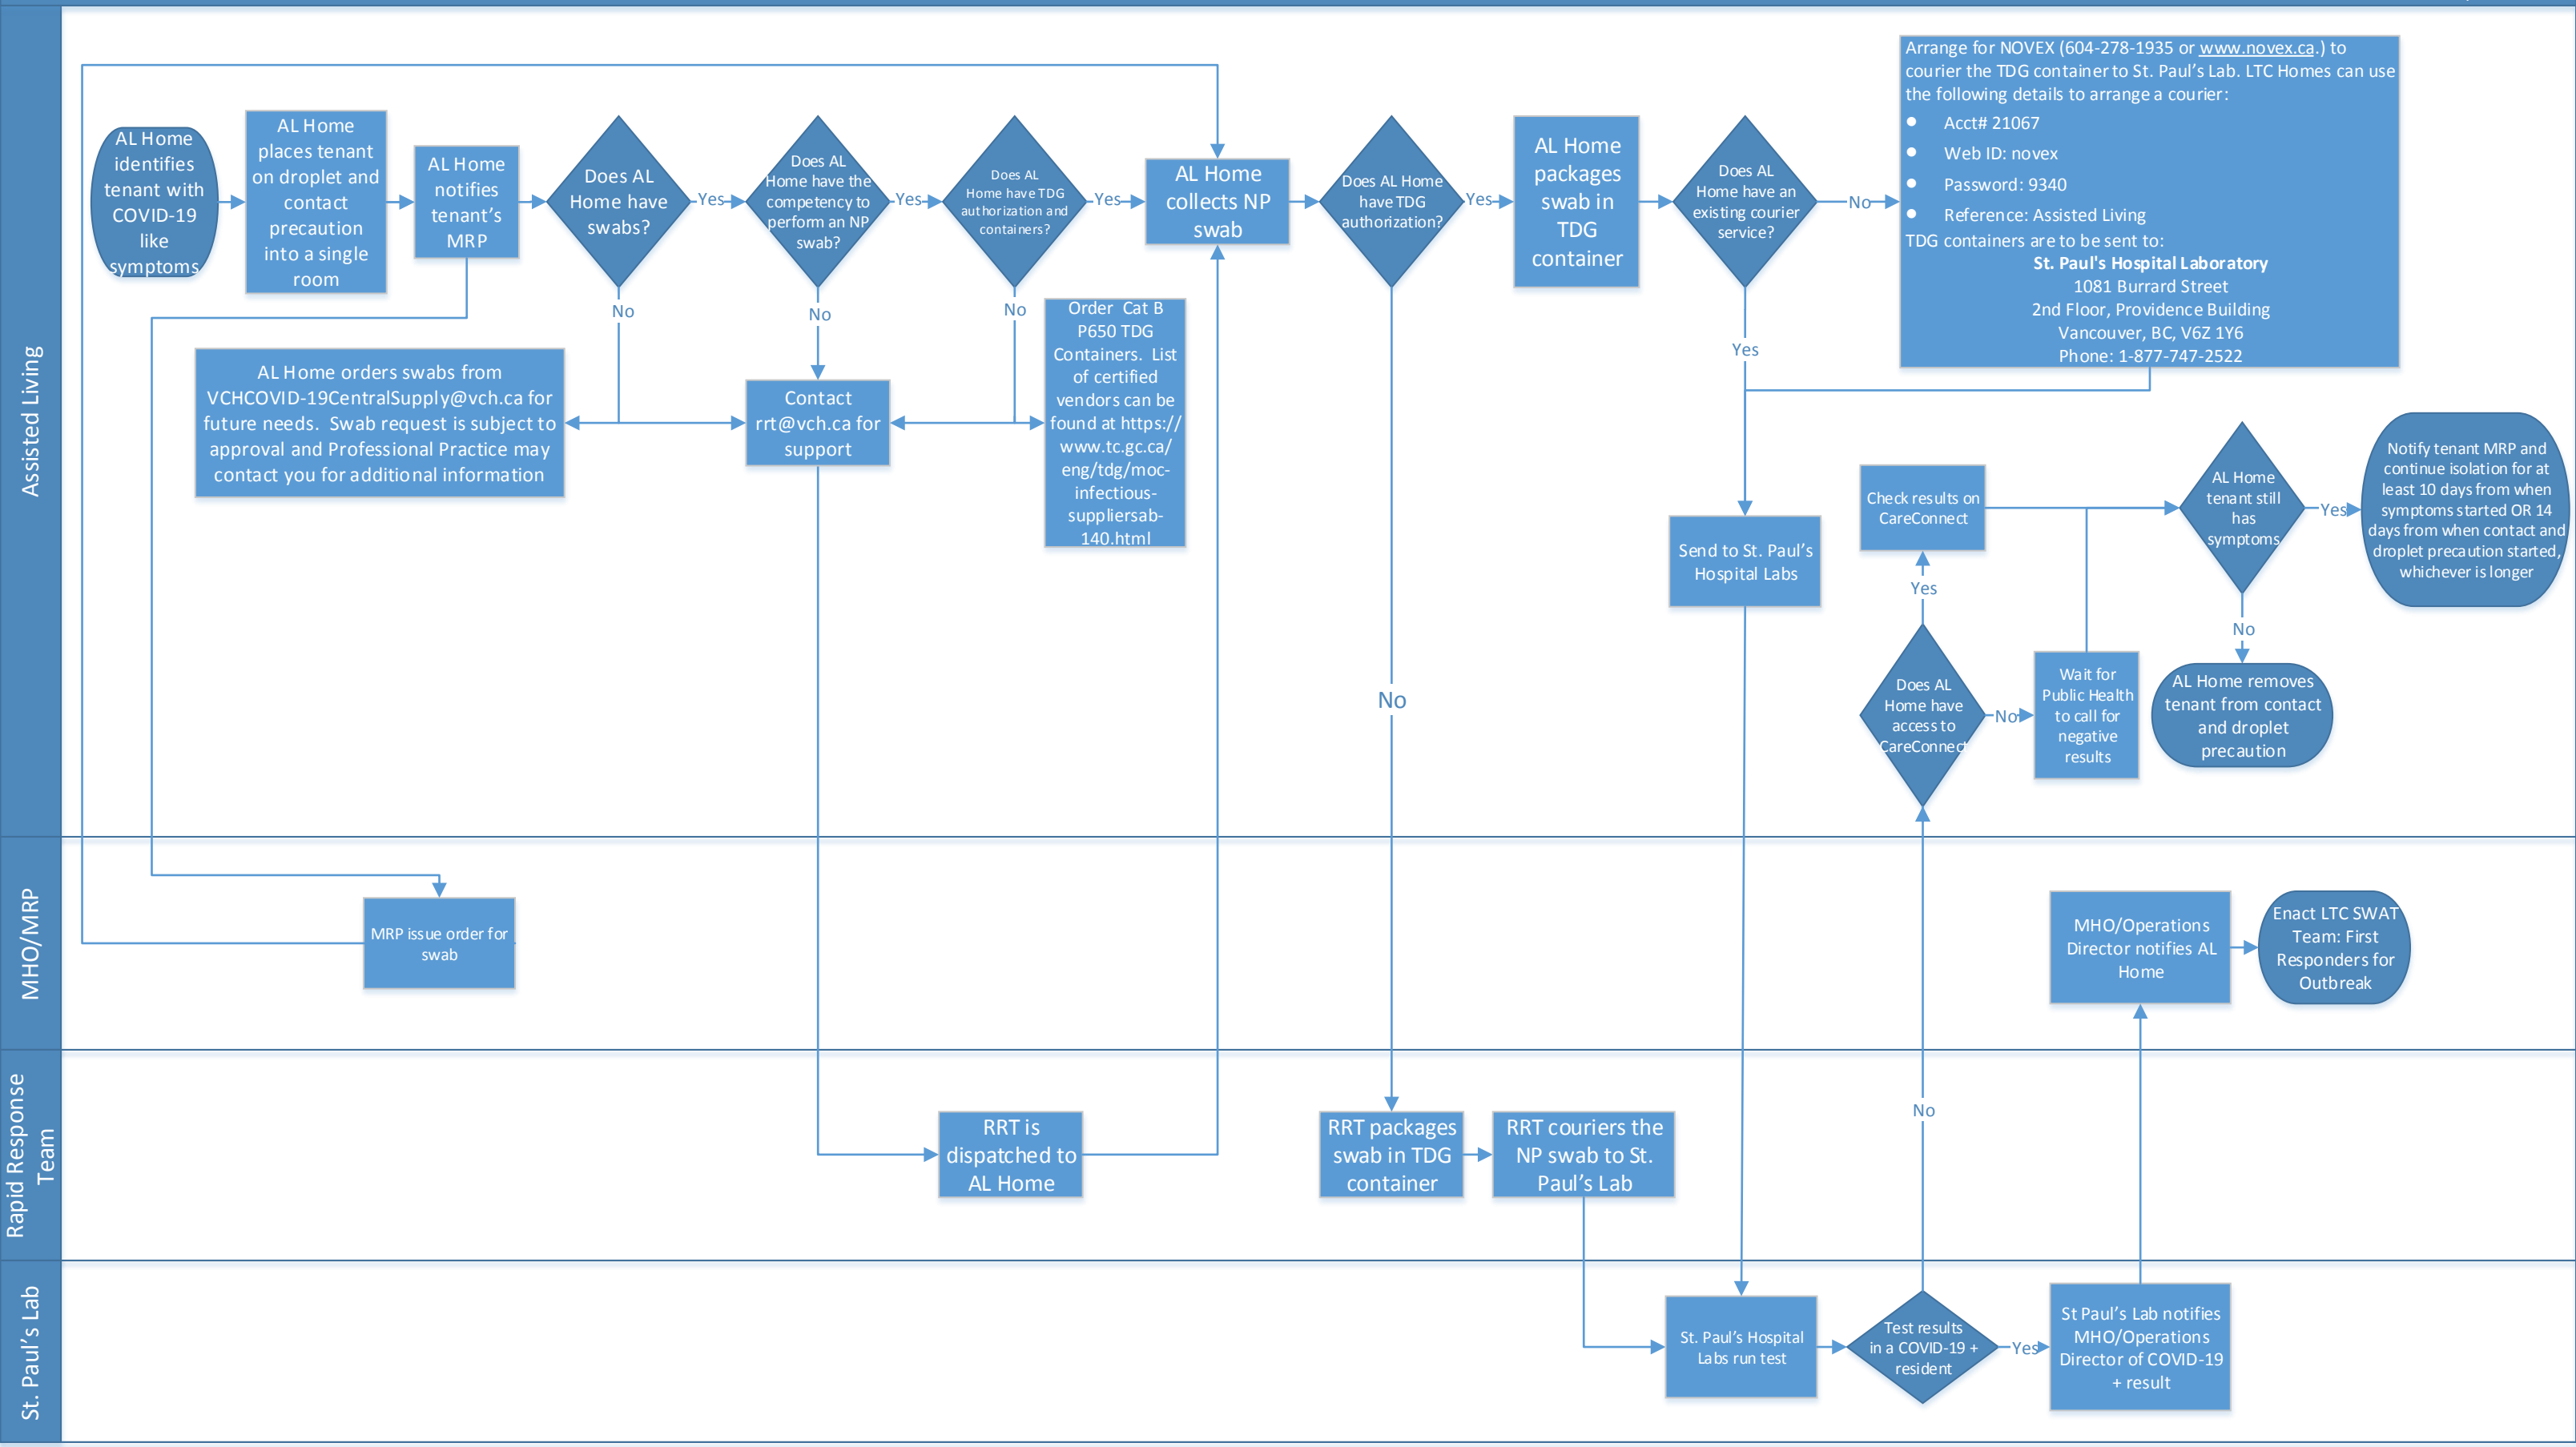 Assisted Living
AL Home
identifies
tenant with
COVID-19
like
symptoms
AL Home
places tenant
on droplet and
contact
precaution
into a single
room
AL Home
notifies
tenant's
MRP
Does AL
Home have
swabs?
Yes
No
Does AL
Home have the
competency to
perform an NP
swab?
Yes
No
Does AL
Home have TDG
authorization and
containers?
Yes
No
AL Home
collects NP
swab
Does AL Home
have TDG
authorization?
Yes
No
AL Home
packages
swab in
TDG
container
Does AL
Home have an
existing courier
service?
No
Yes
Arrange for NOVEX (604-278-1935 or www.novex.ca.) to
courier the TDG container to St. Paul's Lab. LTC Homes can use
the following details to arrange a courier:
● Acct# 21067
● Web ID: novex
● Password: 9340
● Reference: Assisted Living
TDG containers are to be sent to:
St. Paul's Hospital Laboratory
1081 Burrard Street
2nd Floor, Providence Building
Vancouver, BC, V6Z 1Y6
Phone: 1-877-747-2522
AL Home orders swabs from
VCHCOVID-19CentralSupply@vch.ca for
future needs. Swab request is subject to
approval and Professional Practice may
contact you for additional information
Contact
rrt@vch.ca for
support
Order Cat B
P650 TDG
Containers. List
of certified
vendors can be
found at https://
www.tc.gc.ca/
eng/tdg/moc-
infectious-
suppliersab-
140.html
Send to St. Paul's
Hospital Labs
Check results on
CareConnect
Yes
Does AL
Home have
access to
CareConnect
No
Wait for
Public Health
to call for
negative
results
AL Home
tenant still
has
symptoms
Yes
No
Notify tenant MRP and
continue isolation for at
least 10 days from when
symptoms started OR 14
days from when contact and
droplet precaution started,
whichever is longer
AL Home removes
tenant from contact
and droplet
precaution
MHO/MRP
MRP issue order for
swab
MHO/Operations
Director notifies AL
Home
Enact LTC SWAT
Team: First
Responders for
Outbreak
Rapid Response
Team
RRT is
dispatched to
AL Home
RRT packages
swab in TDG
container
RRT couriers the
NP swab to St.
Paul's Lab
No
St. Paul's Lab
St. Paul's Hospital
Labs run test
Test results
in a COVID-19 +
resident
Yes
St Paul's Lab notifies
MHO/Operations
Director of COVID-19
+ result